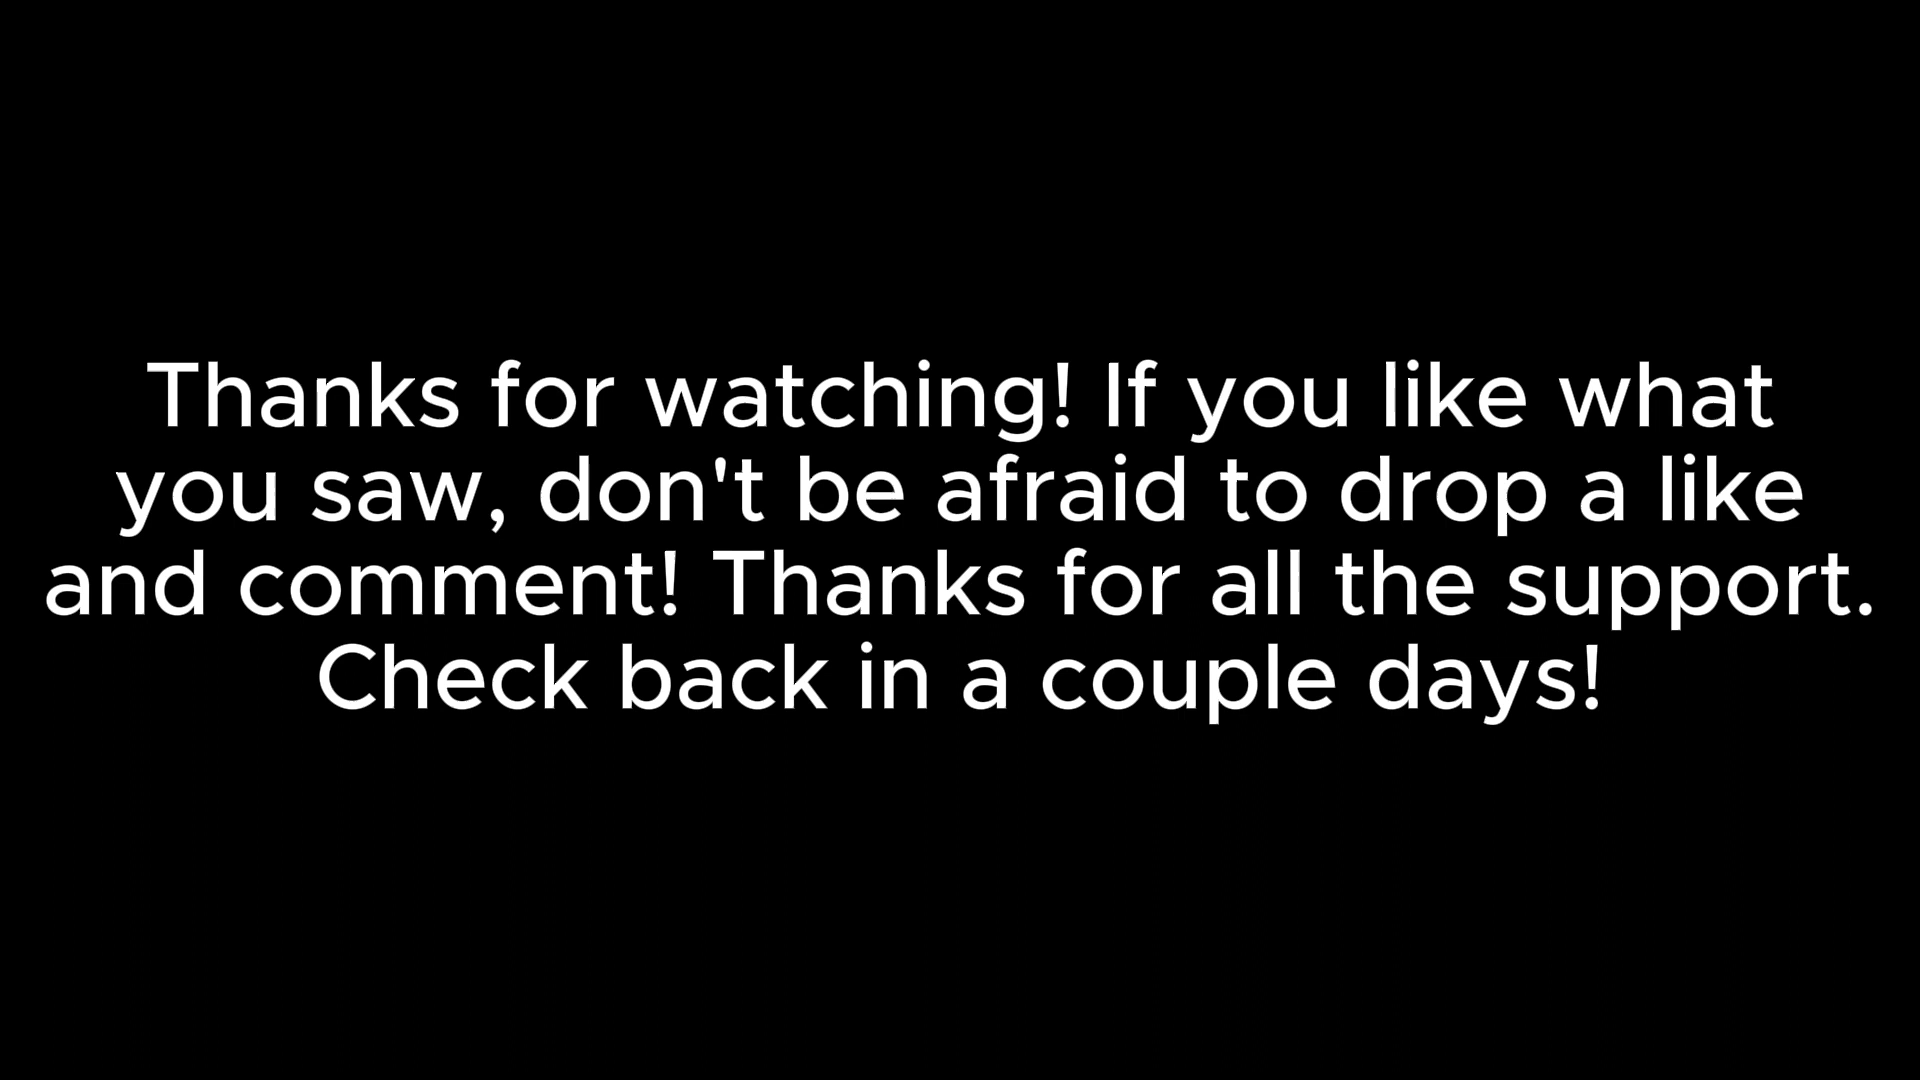 Thanks for watching! If you like what
you saw, don't be afraid to drop a like
and comment! Thanks for all the support.
Check back in a couple days!